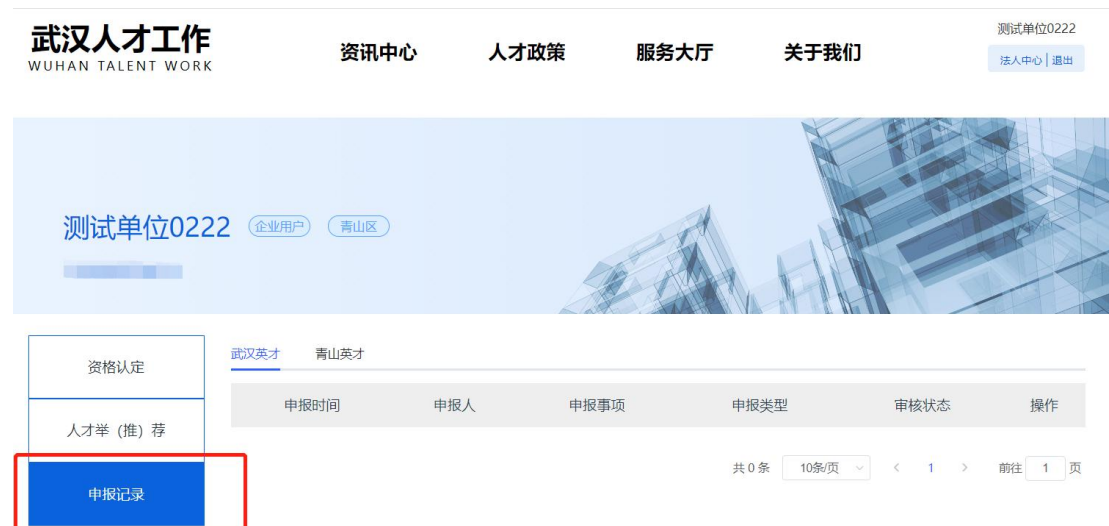 武汉人才工作
WUHAN TALENT WORK
资讯中心 人才政策 服务大厅 关于我们
测试单位0222
法人中心 | 退出
测试单位0222 企业用户 青山区
资格认定
人才举（推）荐
申报记录
武汉英才 青山英才
申报时间 申报人 申报事项 申报类型 审核状态 操作
共 0 条 10条/页 < 1 > 前往 1 页